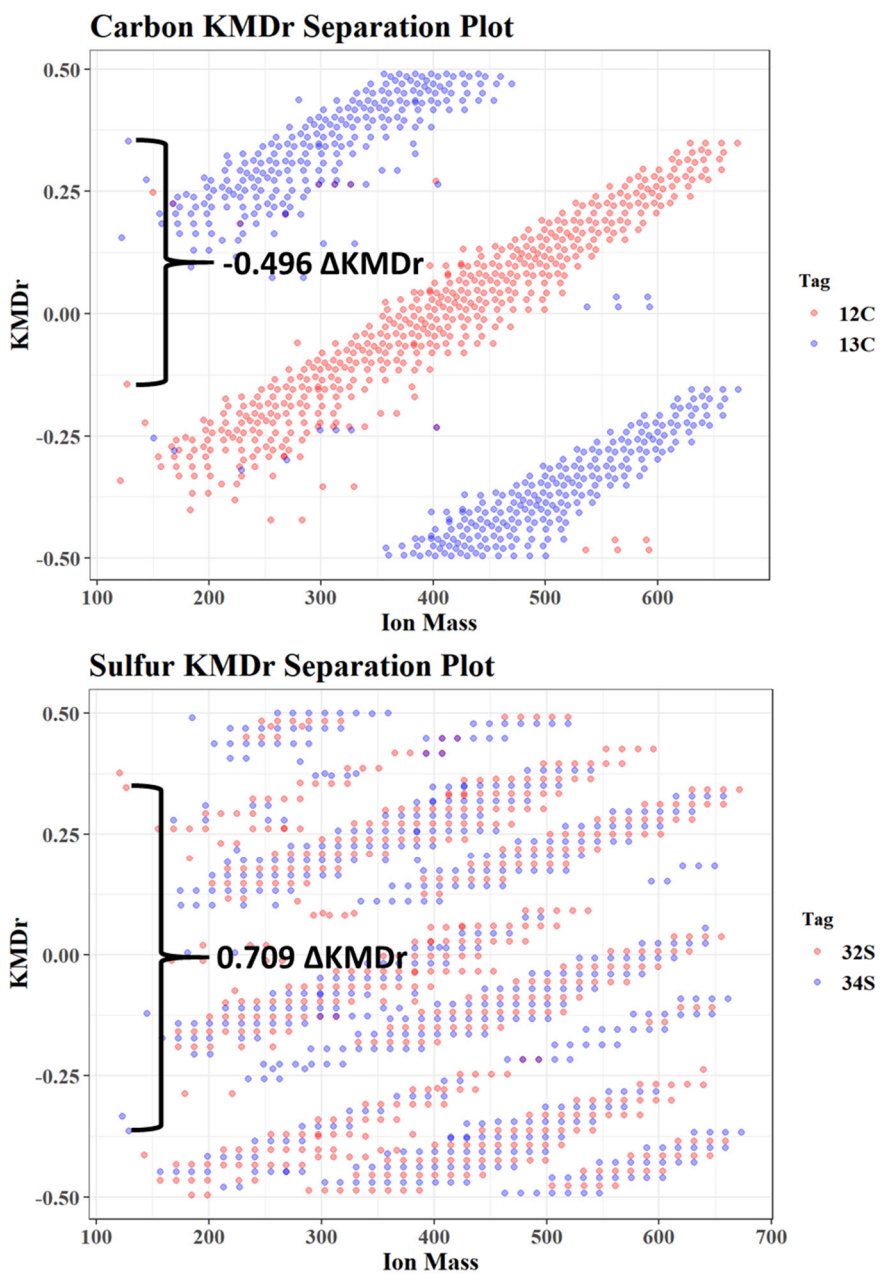 Carbon KMDr Separation Plot
0.50
0.25
0.00
-0.25
-0.50
KMDr
-0.496 ΔKMDr
100
200
300
400
500
600
Ion Mass
Tag
12C
13C
Sulfur KMDr Separation Plot
0.50
0.25
0.00
-0.25
-0.50
KMDr
0.709 ΔKMDr
100
200
300
400
500
600
700
Ion Mass
Tag
32S
34S